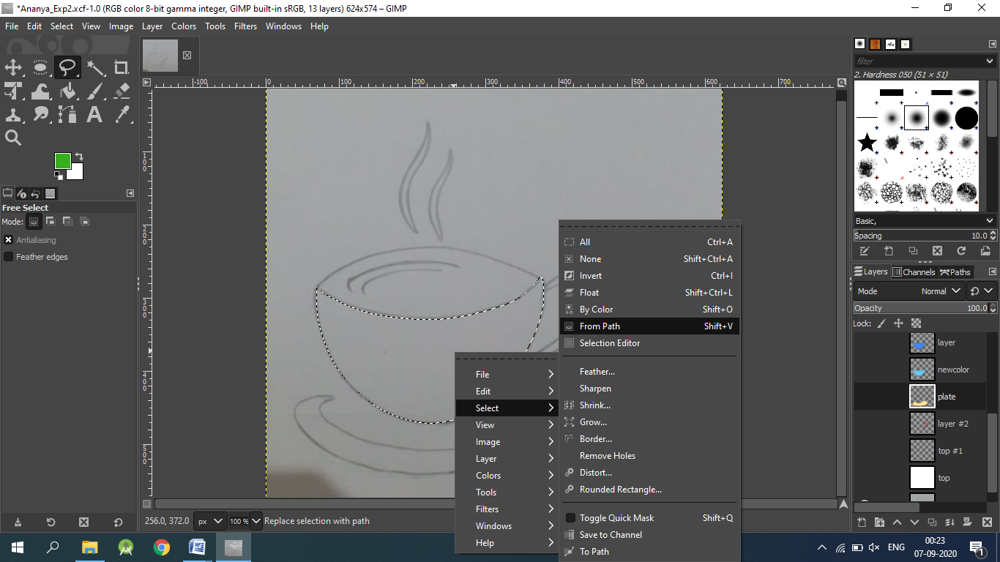 *Ananya_Exp2.xcf-1.0 (RGB color 8-bit gamma integer, GIMP built-in sRGB, 13 layers) 624x574 – GIMP
File Edit Select View Image Layer Colors Tools Filters Windows Help
filter
2. Hardness 050 (51 × 51)
-100 0 100 200 300 400 500 600 700
100
200
300
400
500
Free Select
Mode:
Antialiasing
Feather edges
Basic,
Spacing 10.0
Layers Channels Paths
Mode Normal
Opacity 100.0
Lock:
layer
newcolor
plate
layer #2
top #1
top
All Ctrl+A
None Shift+Ctrl+A
Invert Ctrl+I
Float Shift+Ctrl+L
By Color Shift+O
From Path Shift+V
Selection Editor
Feather...
Sharpen
Shrink...
Grow...
Border...
Remove Holes
Distort...
Rounded Rectangle...
Toggle Quick Mask Shift+Q
Save to Channel
To Path
File
Edit
Select
View
Image
Layer
Colors
Tools
Filters
Windows
Help
256.0, 372.0 px 100 % Replace selection with path
ENG
00:23
07-09-2020
1